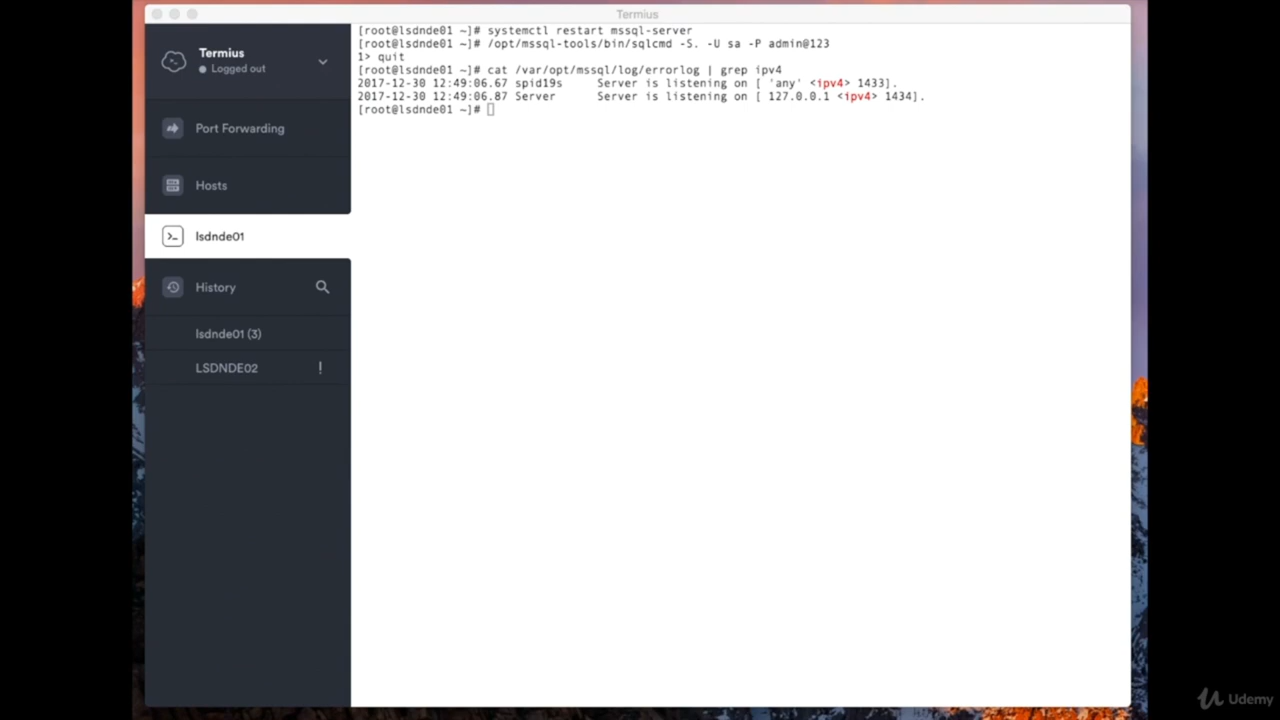 Termius
Termius
Logged out
Port Forwarding
Hosts
lsdnde01
History
lsdnde01 (3)
LSDNDE02 !
[root@lsdnde01 ~]# systemctl restart mssql-server
[root@lsdnde01 ~]# /opt/mssql-tools/bin/sqlcmd -S. -U sa -P admin@123
1> quit
[root@lsdnde01 ~]# cat /var/opt/mssql/log/errorlog | grep ipv4
2017-12-30 12:49:06.67 spid19s     Server is listening on [ 'any' <ipv4> 1433].
2017-12-30 12:49:06.87 Server      Server is listening on [ 127.0.0.1 <ipv4> 1434].
[root@lsdnde01 ~]#
Udemy